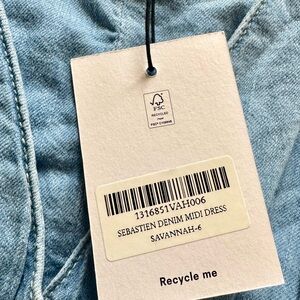 FSC
RECYCLED
1316851VAH006
SEBASTIEN DENIM MIDI DRESS
SAVANNAH-6
Recycle me